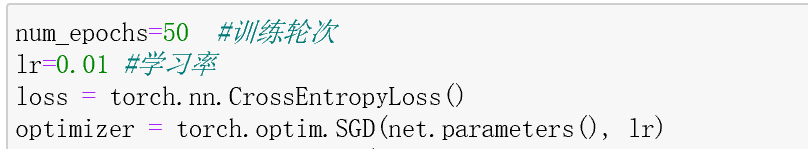 num_epochs=50  #训练轮次
lr=0.01 #学习率
loss = torch.nn.CrossEntropyLoss()
optimizer = torch.optim.SGD(net.parameters(), lr)